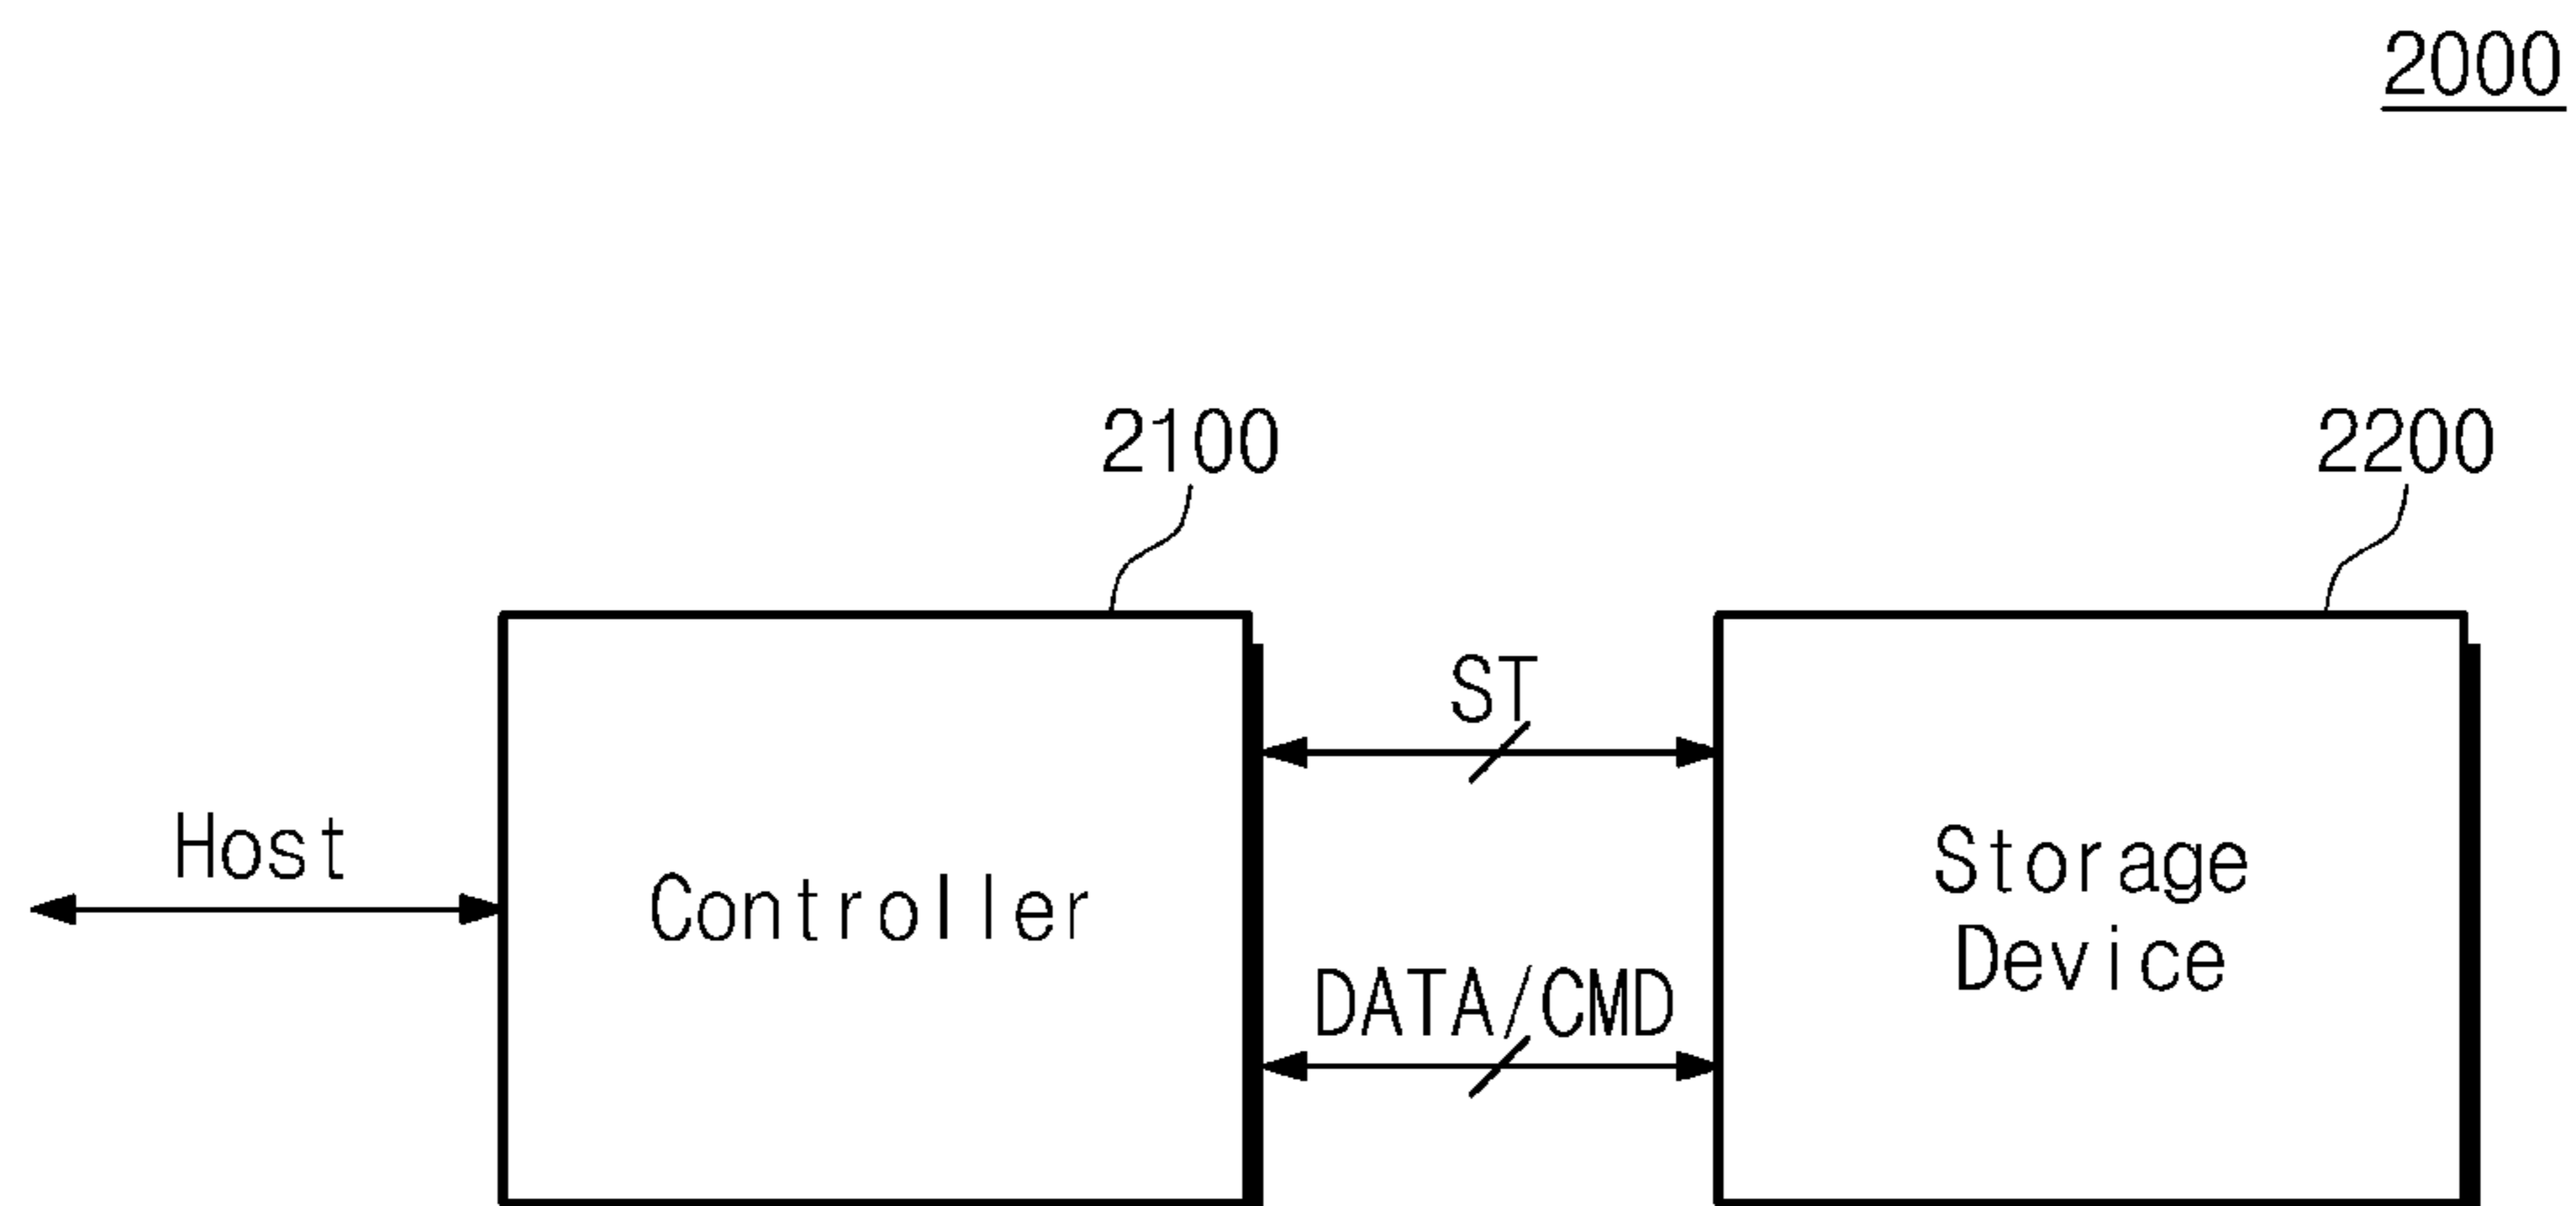 2000
2100
2200
ST
Host
Controller
Storage
Device
DATA/CMD